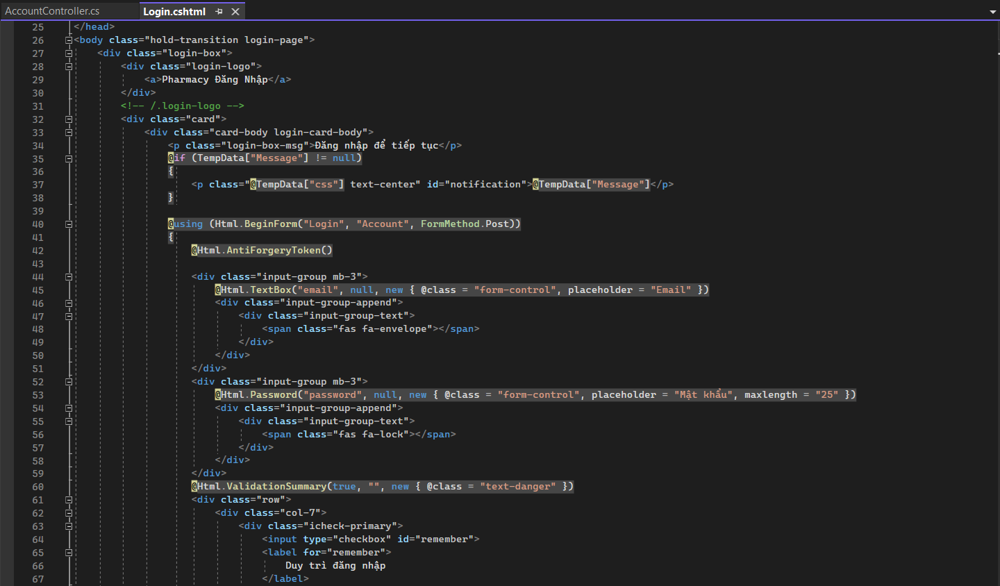 AccountController.cs Login.cshtml
25 </head>
26 <body class="hold-transition login-page">
27 <div class="login-box">
28 <div class="login-logo">
29 <a>Pharmacy Đăng Nhập</a>
30 </div>
31 <!-- /.login-logo -->
32 <div class="card">
33 <div class="card-body login-card-body">
34 <p class="login-box-msg">Đăng nhập để tiếp tục</p>
35 @if (TempData["Message"] != null)
36 {
37 <p class="@TempData["css"] text-center" id="notification">@TempData["Message"]</p>
38 }
39
40 @using (Html.BeginForm("Login", "Account", FormMethod.Post))
41 {
42 @Html.AntiForgeryToken()
43
44 <div class="input-group mb-3">
45 @Html.TextBox("email", null, new { @class = "form-control", placeholder = "Email" })
46 <div class="input-group-append">
47 <div class="input-group-text">
48 <span class="fas fa-envelope"></span>
49 </div>
50 </div>
51 </div>
52 <div class="input-group mb-3">
53 @Html.Password("password", null, new { @class = "form-control", placeholder = "Mật khẩu", maxlength = "25" })
54 <div class="input-group-append">
55 <div class="input-group-text">
56 <span class="fas fa-lock"></span>
57 </div>
58 </div>
59 </div>
60 @Html.ValidationSummary(true, "", new { @class = "text-danger" })
61 <div class="row">
62 <div class="col-7">
63 <div class="icheck-primary">
64 <input type="checkbox" id="remember">
65 <label for="remember">
66 Duy trì đăng nhập
67 </label>